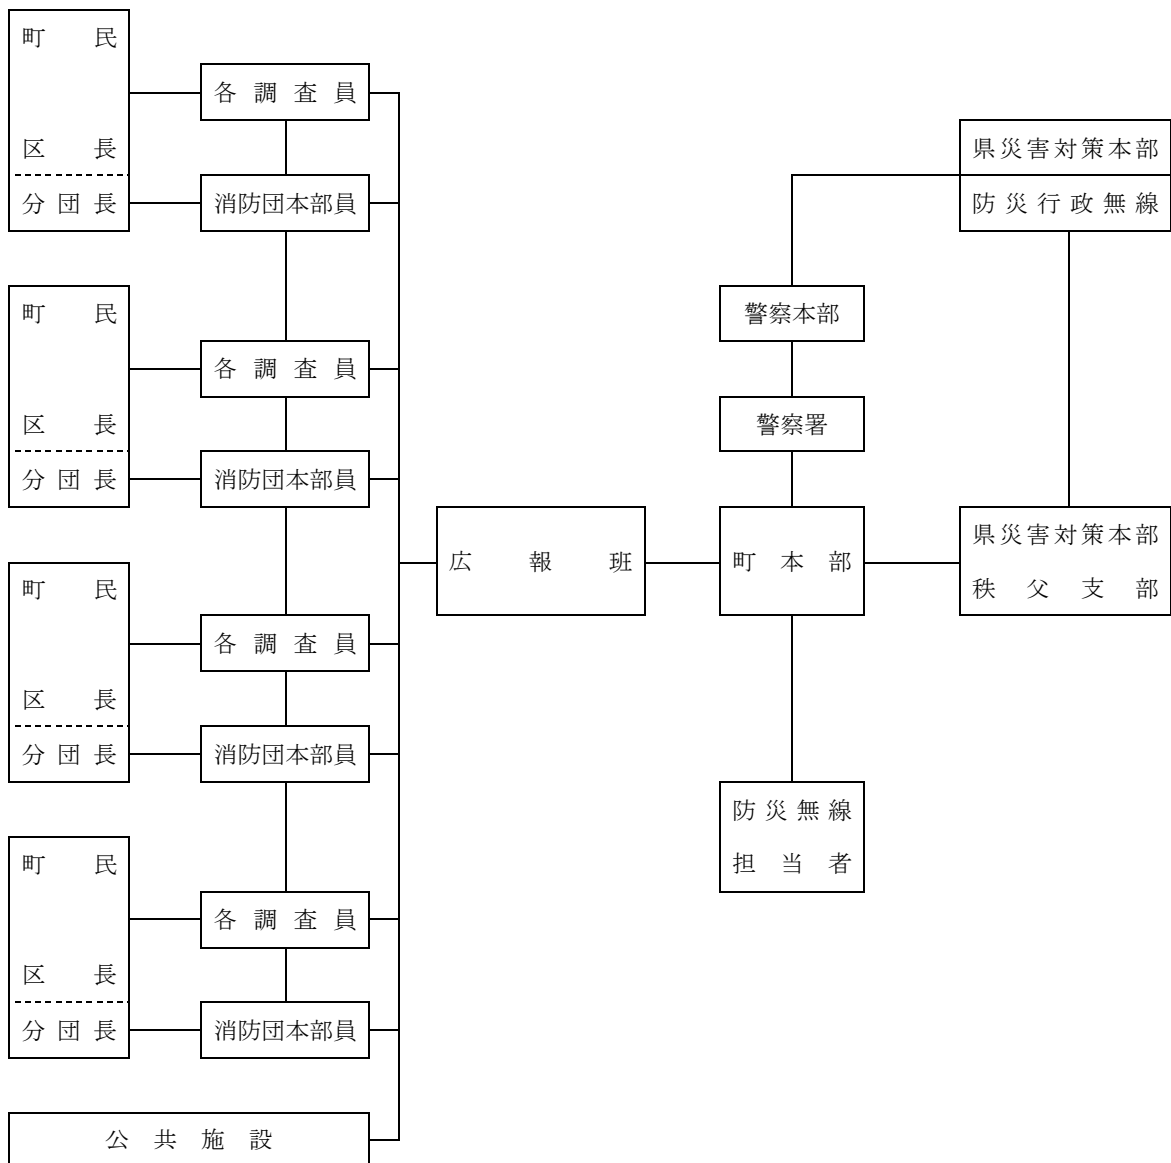 町民
各調査員
区長
分団長
消防団本部員
町民
各調査員
区長
分団長
消防団本部員
町民
各調査員
区長
分団長
消防団本部員
町民
各調査員
区長
分団長
消防団本部員
公共施設
広報班
県災害対策本部
防災行政無線
警察本部
警察署
町本部
県災害対策本部
秩父支部
防災無線
担当者